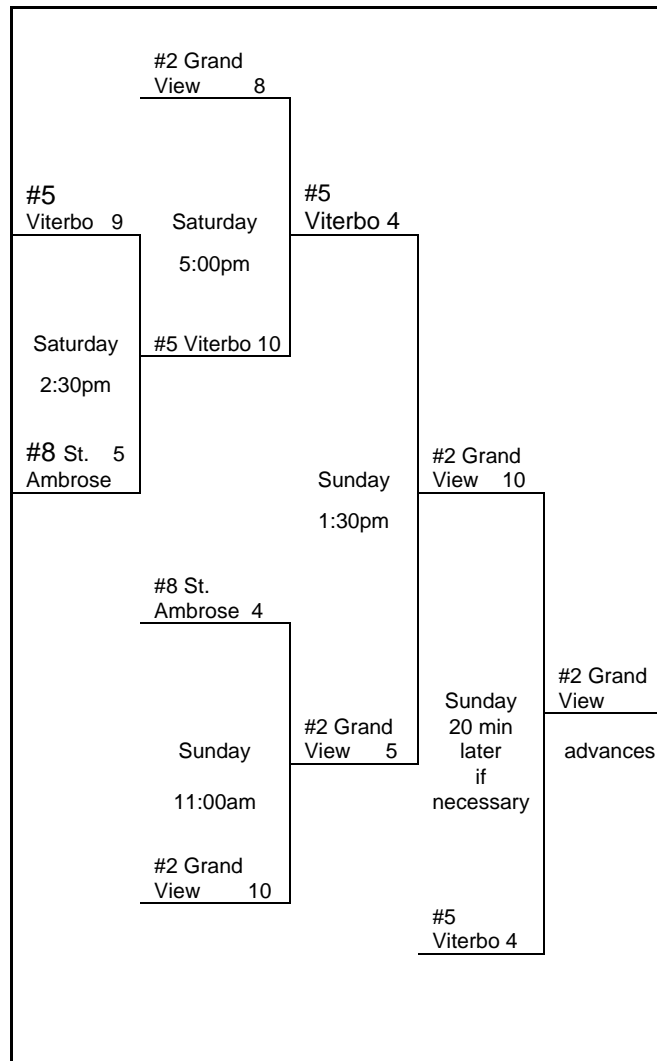 #2 Grand
View 8
#5
Viterbo 9
Saturday
5:00pm
#5
Viterbo 4
Saturday
2:30pm
#5 Viterbo 10
#8 St. 5
Ambrose
Sunday
1:30pm
#2 Grand
View 10
#8 St.
Ambrose 4
Sunday
11:00am
#2 Grand
View 5
Sunday
20 min
later
if
necessary
#2 Grand
View
advances
#2 Grand
View 10
#5
Viterbo 4